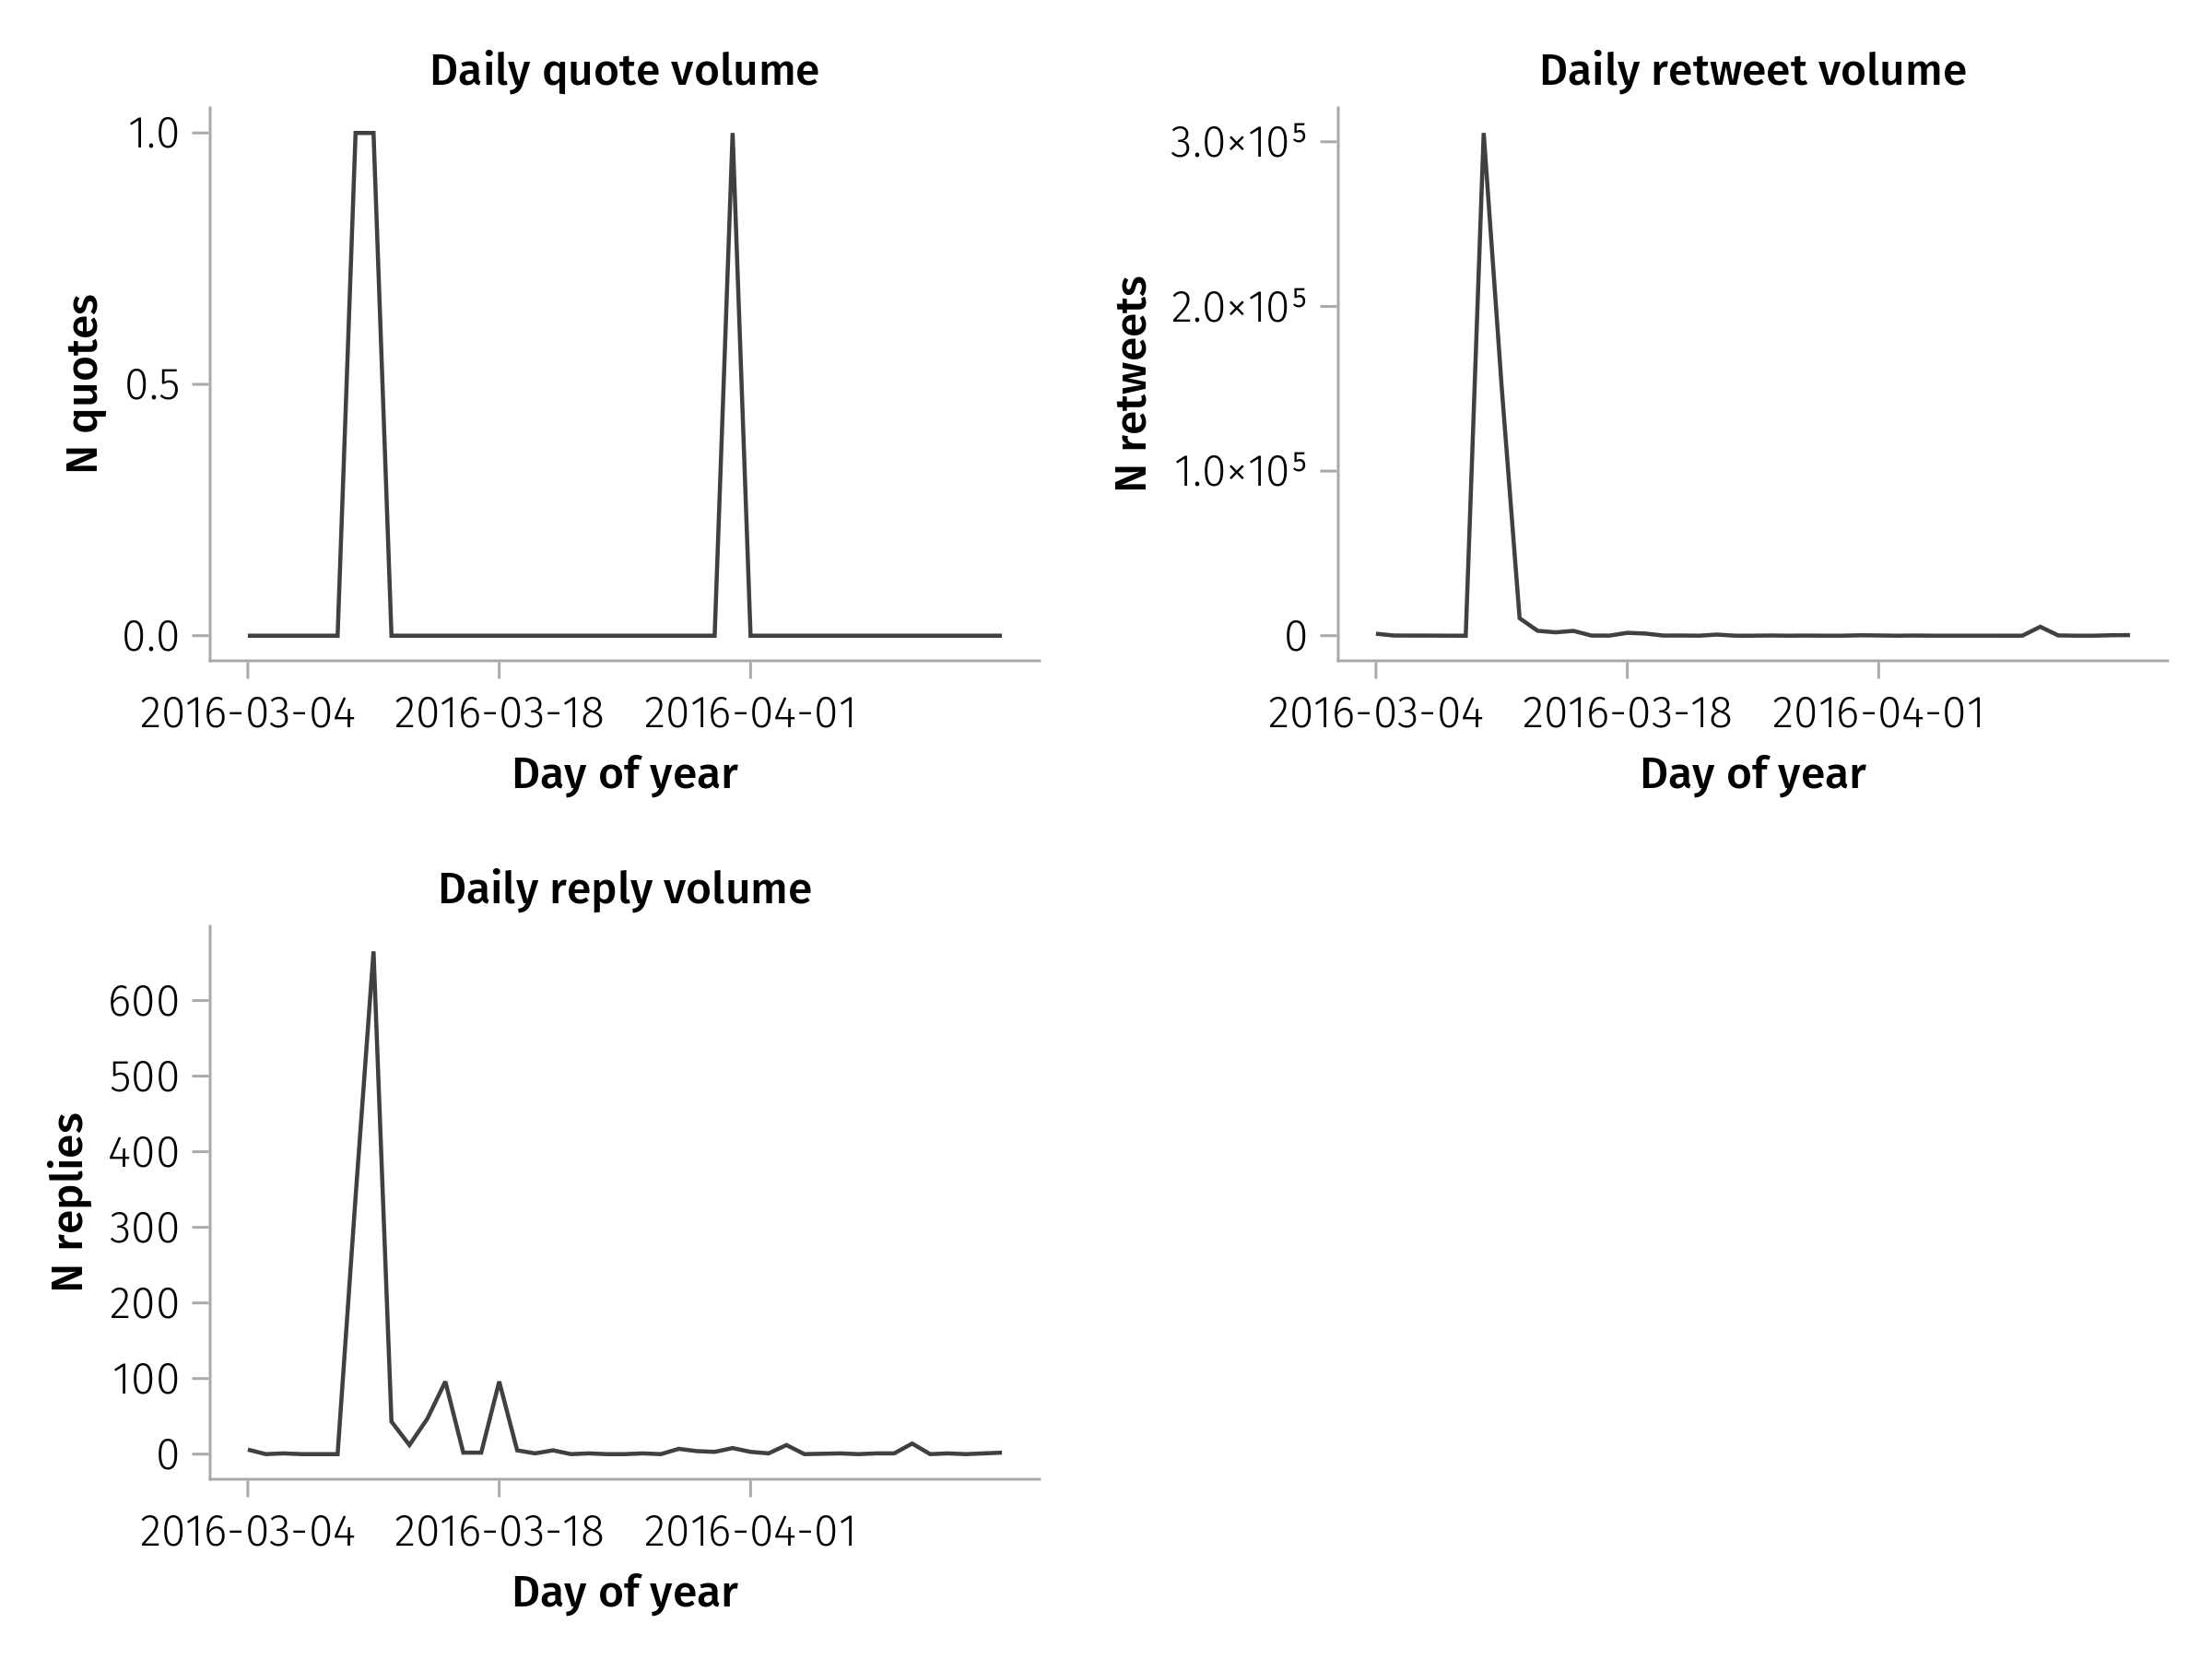 Daily quote volume
N quotes
1.0
0.5
0.0
2016-03-04 2016-03-18 2016-04-01
Day of year
Daily retweet volume
N retweets
3.0×10⁵
2.0×10⁵
1.0×10⁵
0
2016-03-04 2016-03-18 2016-04-01
Day of year
Daily reply volume
N replies
600
500
400
300
200
100
0
2016-03-04 2016-03-18 2016-04-01
Day of year